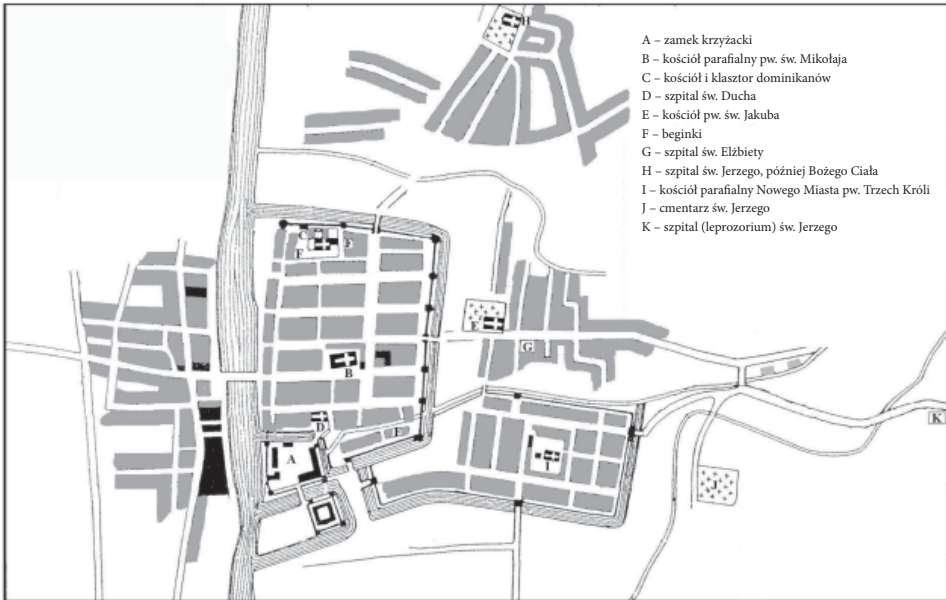 H
A – zamek krzyżacki
B – kościół parafialny pw. św. Mikołaja
C – kościół i klasztor dominikanów
D – szpital św. Ducha
E – kościół pw. św. Jakuba
F – beginki
G – szpital św. Elżbiety
H – szpital św. Jerzego, później Bożego Ciała
I – kościół parafialny Nowego Miasta pw. Trzech Króli
J – cmentarz św. Jerzego
K – szpital (leprozorium) św. Jerzego
C
F
F
E
G
B
D
E
K
A
I
J